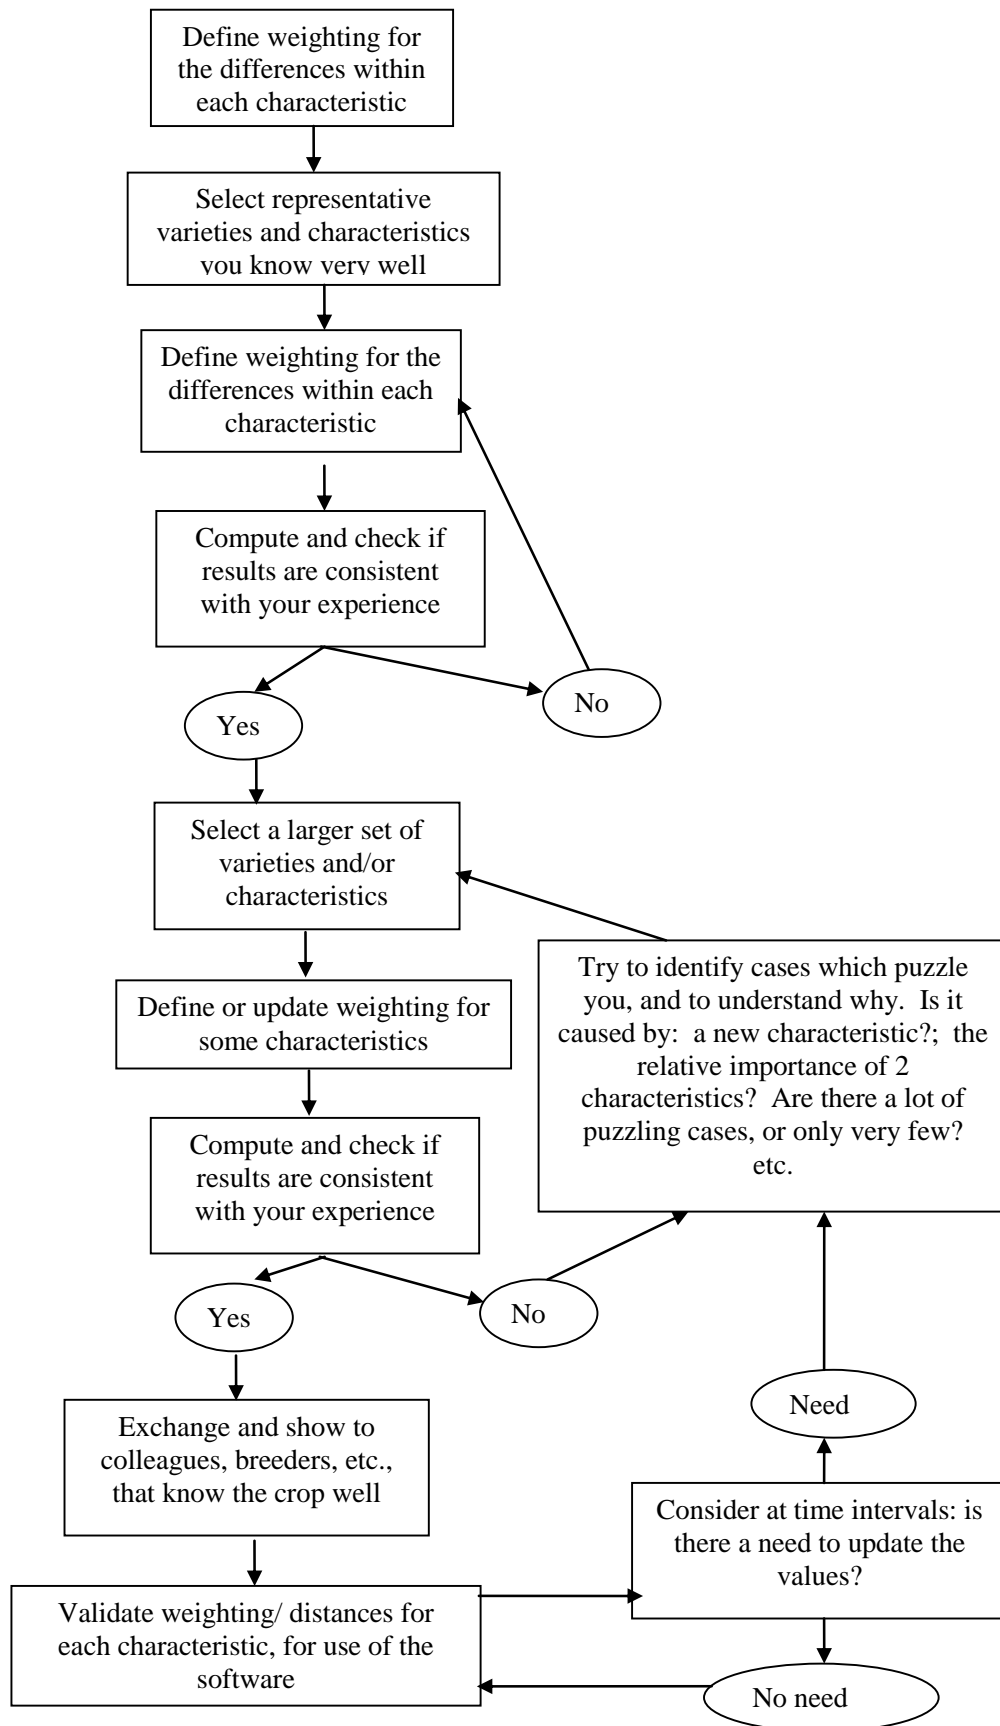 Define weighting for
the differences within
each characteristic
Select representative
varieties and characteristics
you know very well
Define weighting for the
differences within each
characteristic
Compute and check if
results are consistent
with your experience
No
Yes
Select a larger set of
varieties and/or
characteristics
Try to identify cases which puzzle
you, and to understand why. Is it
caused by: a new characteristic?; the
relative importance of 2
characteristics? Are there a lot of
puzzling cases, or only very few?
etc.
Define or update weighting for
some characteristics
Compute and check if
results are consistent
with your experience
Yes
No
Need
Exchange and show to
colleagues, breeders, etc.,
that know the crop well
Consider at time intervals: is
there a need to update the
values?
Validate weighting/ distances for
each characteristic, for use of the
software
No need